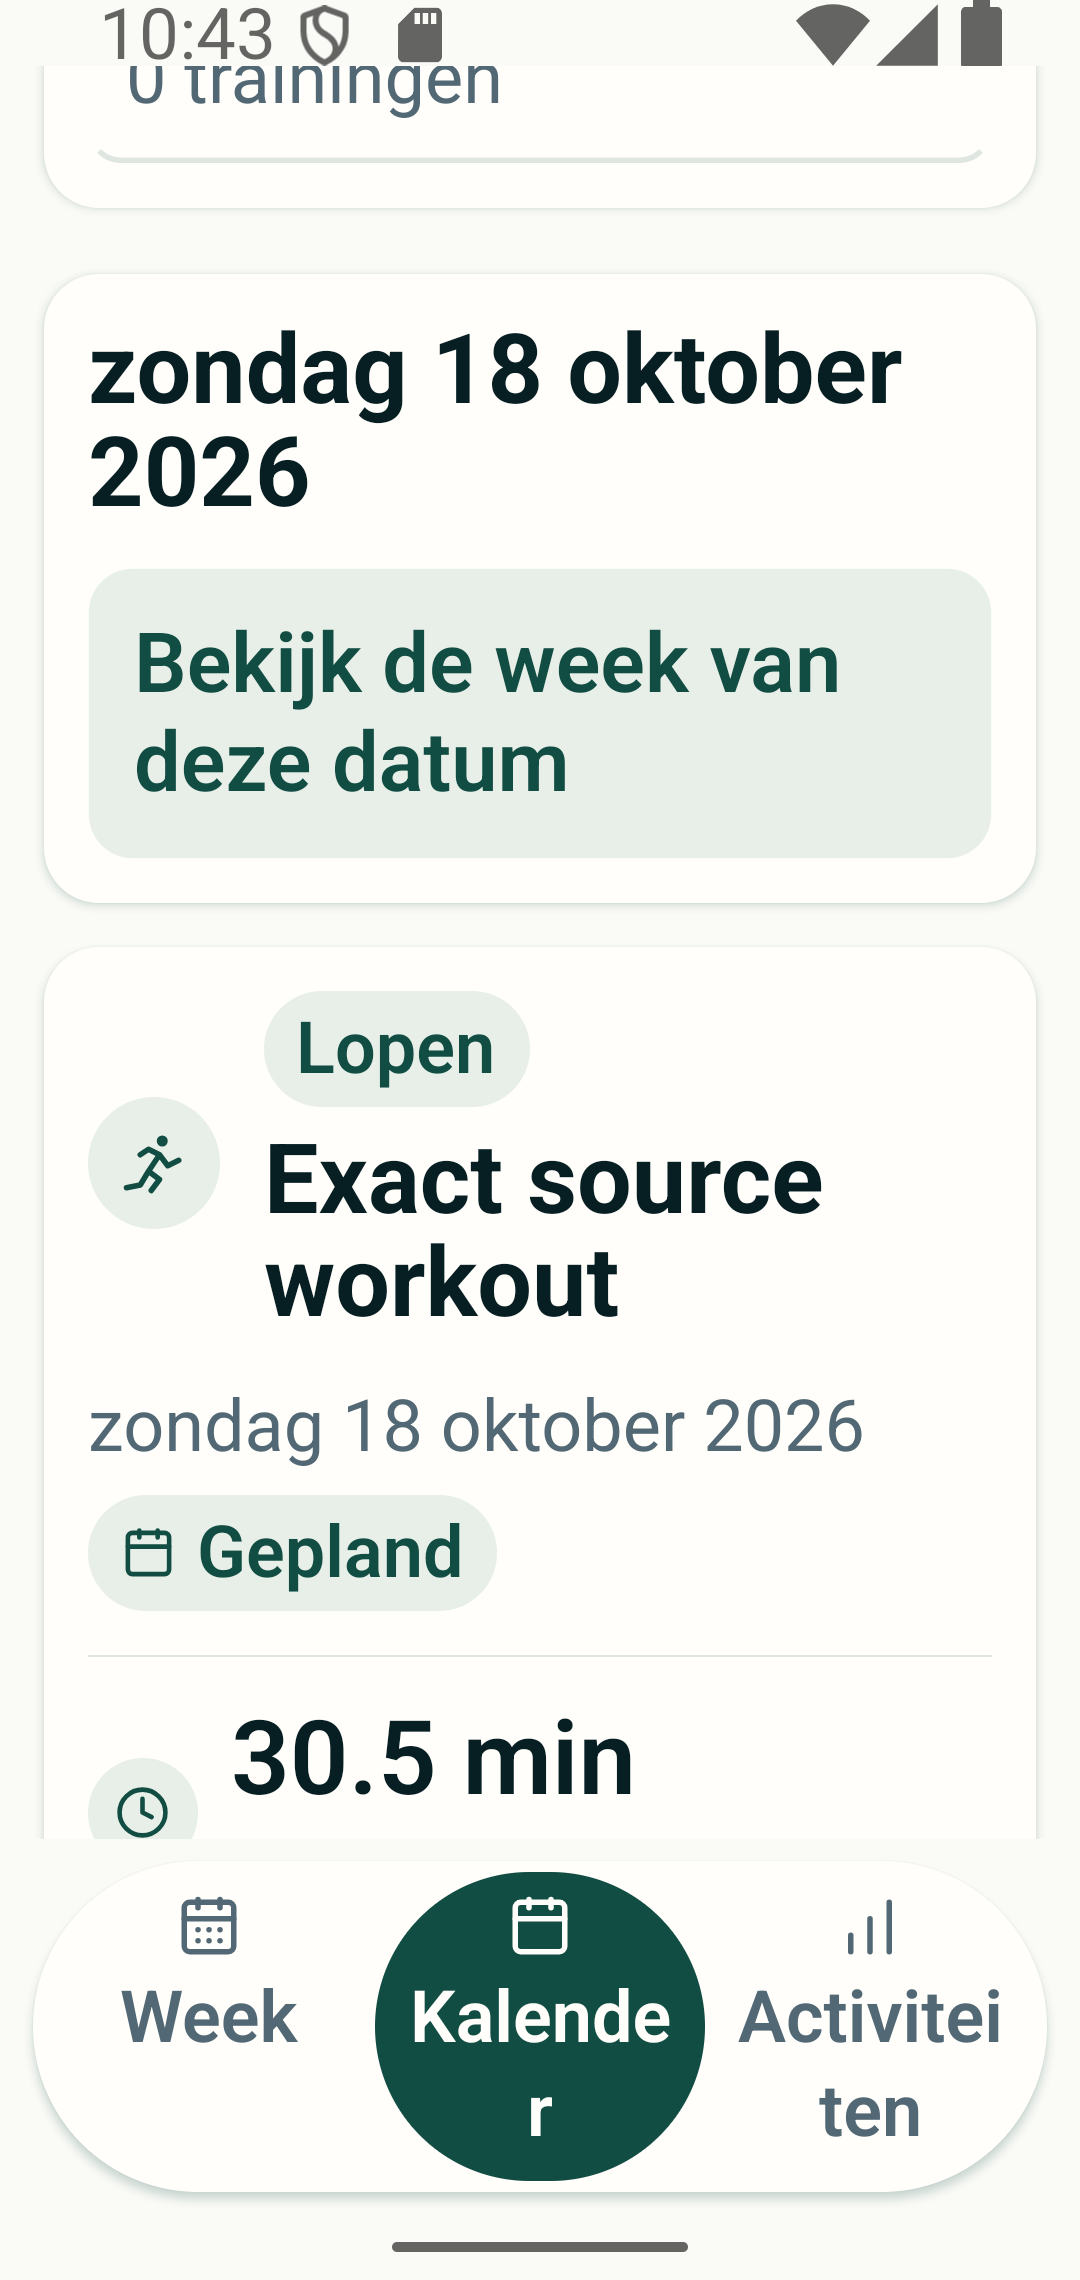 10:43
0 trainingen
zondag 18 oktober
2026
Bekijk de week van
deze datum
Lopen
Exact source
workout
zondag 18 oktober 2026
Gepland
30.5 min
Week
Kalende
r
Activitei
ten